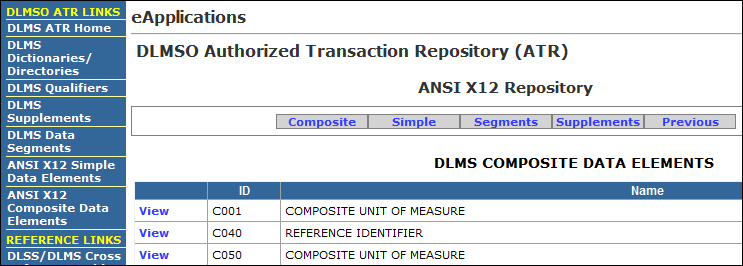 DLMSO ATR LINKS
DLMS ATR Home
DLMS
Dictionaries/
Directories
DLMS Qualifiers
DLMS
Supplements
DLMS Data
Segments
ANSI X12 Simple
Data Elements
ANSI X12
Composite Data
Elements
REFERENCE LINKS
DLSS/DLMS Cross
eApplications
DLMSO Authorized Transaction Repository (ATR)
ANSI X12 Repository
Composite Simple Segments Supplements Previous
DLMS COMPOSITE DATA ELEMENTS
ID Name
View C001 COMPOSITE UNIT OF MEASURE
View C040 REFERENCE IDENTIFIER
View C050 COMPOSITE UNIT OF MEASURE